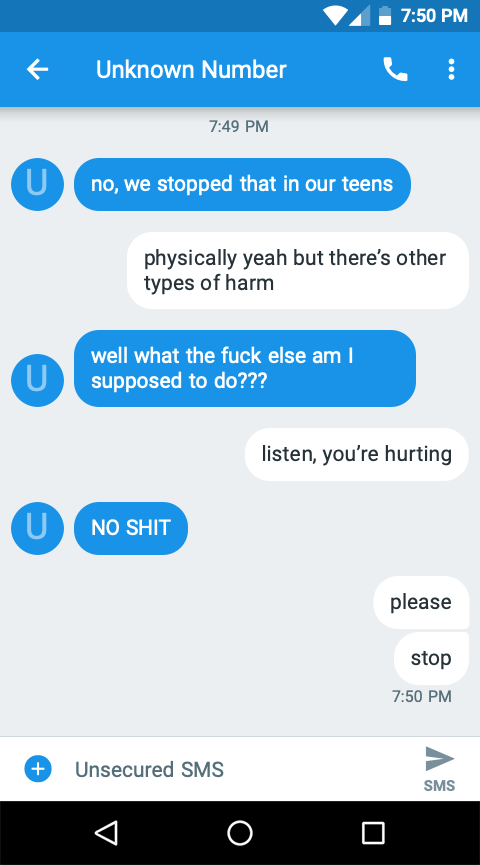 7:50 PM
Unknown Number
7:49 PM
U
no, we stopped that in our teens
physically yeah but there’s other
types of harm
U
well what the fuck else am I
supposed to do???
listen, you’re hurting
U
NO SHIT
please
stop
7:50 PM
Unsecured SMS
SMS